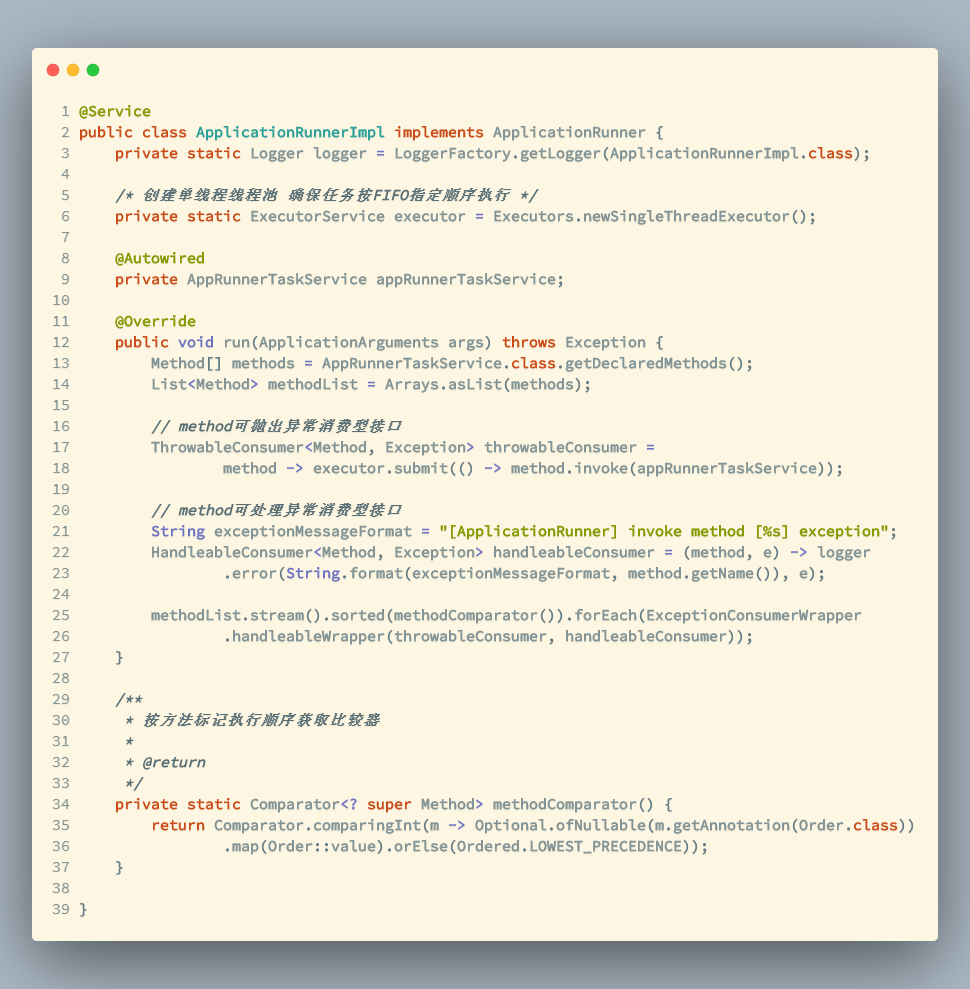 1 @Service
2 public class ApplicationRunnerImpl implements ApplicationRunner {
3     private static Logger logger = LoggerFactory.getLogger(ApplicationRunnerImpl.class);
4
5     /* 创建单线程线程池 确保任务按FIFO指定顺序执行 */
6     private static ExecutorService executor = Executors.newSingleThreadExecutor();
7
8     @Autowired
9     private AppRunnerTaskService appRunnerTaskService;
10
11     @Override
12     public void run(ApplicationArguments args) throws Exception {
13         Method[] methods = AppRunnerTaskService.class.getDeclaredMethods();
14         List<Method> methodList = Arrays.asList(methods);
15
16         // method可抛出异常消费型接口
17         ThrowableConsumer<Method, Exception> throwableConsumer =
18                 method -> executor.submit(() -> method.invoke(appRunnerTaskService));
19
20         // method可处理异常消费型接口
21         String exceptionMessageFormat = "[ApplicationRunner] invoke method [%s] exception";
22         HandleableConsumer<Method, Exception> handleableConsumer = (method, e) -> logger
23                 .error(String.format(exceptionMessageFormat, method.getName()), e);
24
25         methodList.stream().sorted(methodComparator()).forEach(ExceptionConsumerWrapper
26                 .handleableWrapper(throwableConsumer, handleableConsumer));
27     }
28
29     /**
30      * 按方法标记执行顺序获取比较器
31      *
32      * @return
33      */
34     private static Comparator<? super Method> methodComparator() {
35         return Comparator.comparingInt(m -> Optional.ofNullable(m.getAnnotation(Order.class))
36                 .map(Order::value).orElse(Ordered.LOWEST_PRECEDENCE));
37     }
38
39 }